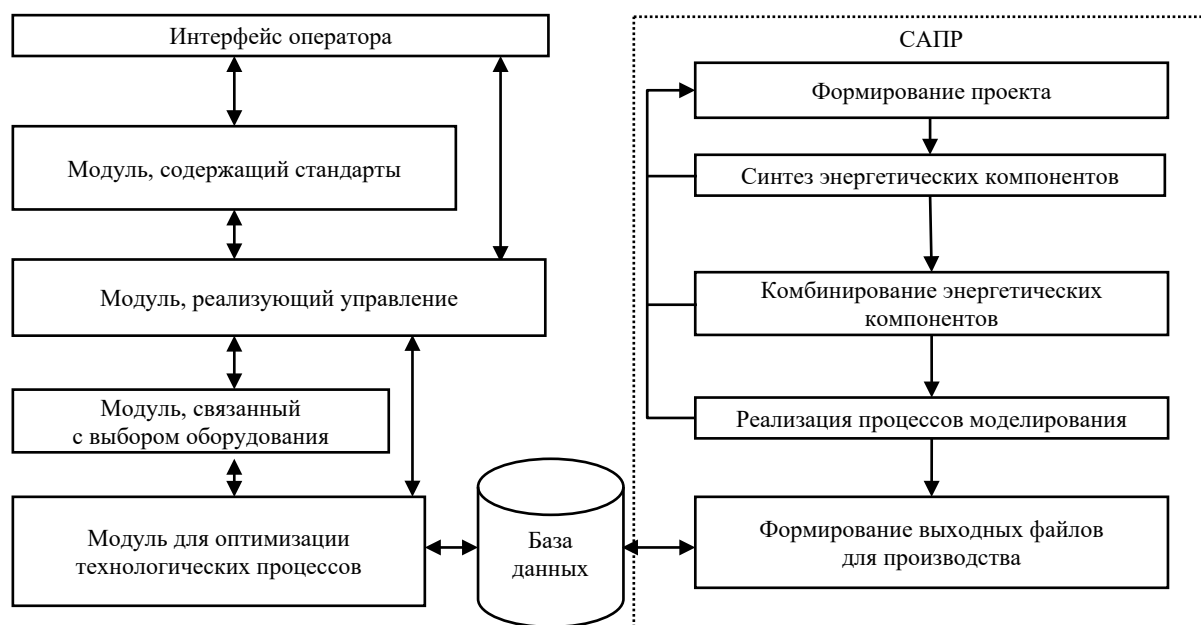 Интерфейс оператора
Модуль, содержащий стандарты
Модуль, реализующий управление
Модуль, связанный
с выбором оборудования
Модуль для оптимизации
технологических процессов
База
данных
САПР
Формирование проекта
Синтез энергетических компонентов
Комбинирование энергетических
компонентов
Реализация процессов моделирования
Формирование выходных файлов
для производства